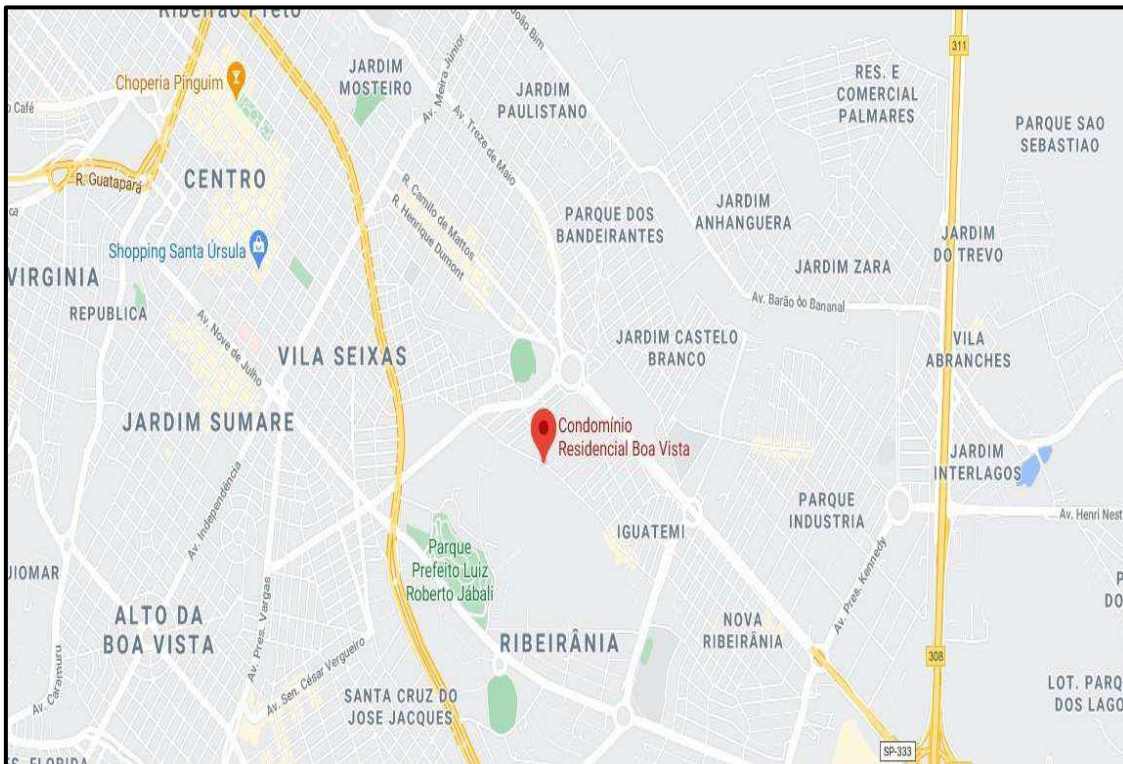 Ribeirão Preto
Choperia Pinguim
JARDIM
MOSTEIRO
Av. Meira Júnior
João Bim
JARDIM
PAULISTANO
311
RES. E
COMERCIAL
PALMARES
PARQUE SAO
SEBASTIAO
o Café
R. Guatapará
CENTRO
Av. Treze de Maio
R. Camilo de Mattos
R. Henrique Dumont
PARQUE DOS
BANDEIRANTES
JARDIM
ANHANGUERA
JARDIM
DO TREVO
Shopping Santa Úrsula
VIRGINIA
REPUBLICA
JARDIM ZARA
Av. Barão do Bananal
Av. Nove de Julho
VILA SEIXAS
JARDIM CASTELO
BRANCO
VILA
ABRANCHES
JARDIM SUMARE
Condomínio
Residencial Boa Vista
JARDIM
INTERLAGOS
Av. Independência
PARQUE
INDUSTRIA
Av. Henri Nest
IGUATEMI
Parque
Prefeito Luiz
Roberto Jábali
Av. Pres. Kennedy
JIOMAR
ALTO DA
BOA VISTA
Av. Pres. Vargas
Av. Sen. César Vergueiro
RIBEIRÂNIA
NOVA
RIBEIRÂNIA
P
DO
308
Av. Caramuru
SANTA CRUZ DO
JOSE JACQUES
LOT. PARQ
DOS LAGO
SP-333
ES. FLORIDA